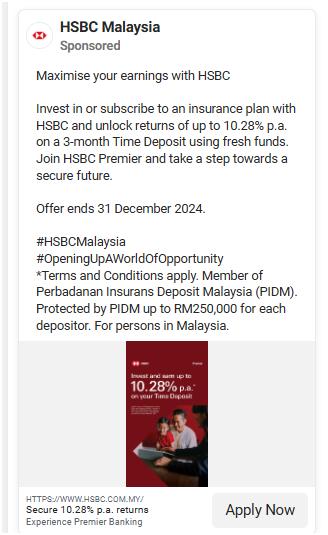 HSBC Malaysia
Sponsored
Maximise your earnings with HSBC
Invest in or subscribe to an insurance plan with
HSBC and unlock returns of up to 10.28% p.a.
on a 3-month Time Deposit using fresh funds.
Join HSBC Premier and take a step towards a
secure future.
Offer ends 31 December 2024.
#HSBCMalaysia
#OpeningUpAWorldOfOpportunity
*Terms and Conditions apply. Member of
Perbadanan Insurans Deposit Malaysia (PIDM).
Protected by PIDM up to RM250,000 for each
depositor. For persons in Malaysia.
HSBC Premier
Invest and earn up to
10.28% p.a.*
on your Time Deposit
HTTPS://WWW.HSBC.COM.MY/
Secure 10.28% p.a. returns
Experience Premier Banking
Apply Now